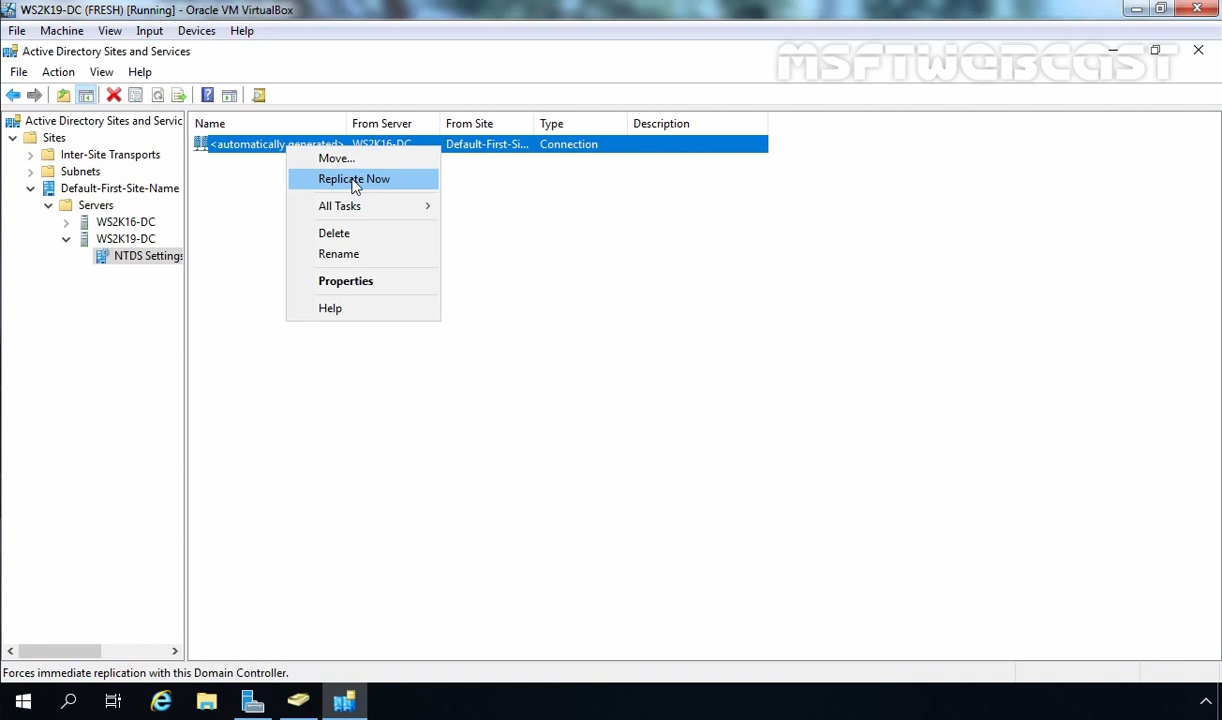 WS2K19-DC (FRESH) [Running] - Oracle VM VirtualBox
File Machine View Input Devices Help
Active Directory Sites and Services
MSFTWEBCAST
File Action View Help
Active Directory Sites and Servic
Sites
Inter-Site Transports
Subnets
Default-First-Site-Name
Servers
WS2K16-DC
WS2K19-DC
NTDS Settings
Name From Server From Site Type Description
<automatically generated> WS2K16-DC Default-First-Si... Connection
Move...
Replicate Now
All Tasks
Delete
Rename
Properties
Help
Forces immediate replication with this Domain Controller.